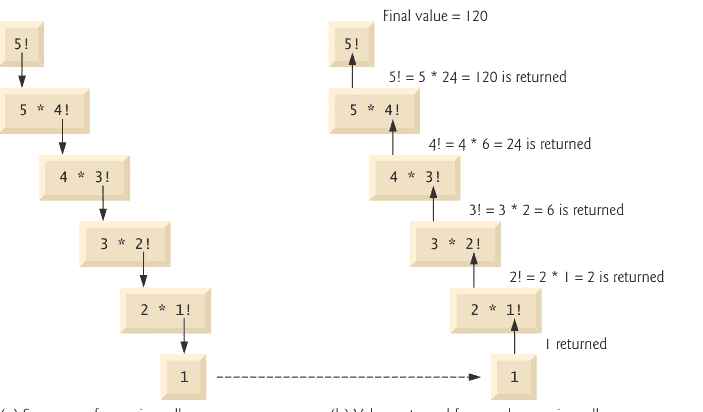 5!
5 * 4!
4 * 3!
3 * 2!
2 * 1!
1
Final value = 120
5!
5! = 5 * 24 = 120 is returned
5 * 4!
4! = 4 * 6 = 24 is returned
4 * 3!
3! = 3 * 2 = 6 is returned
3 * 2!
2! = 2 * 1 = 2 is returned
2 * 1!
1 returned
1